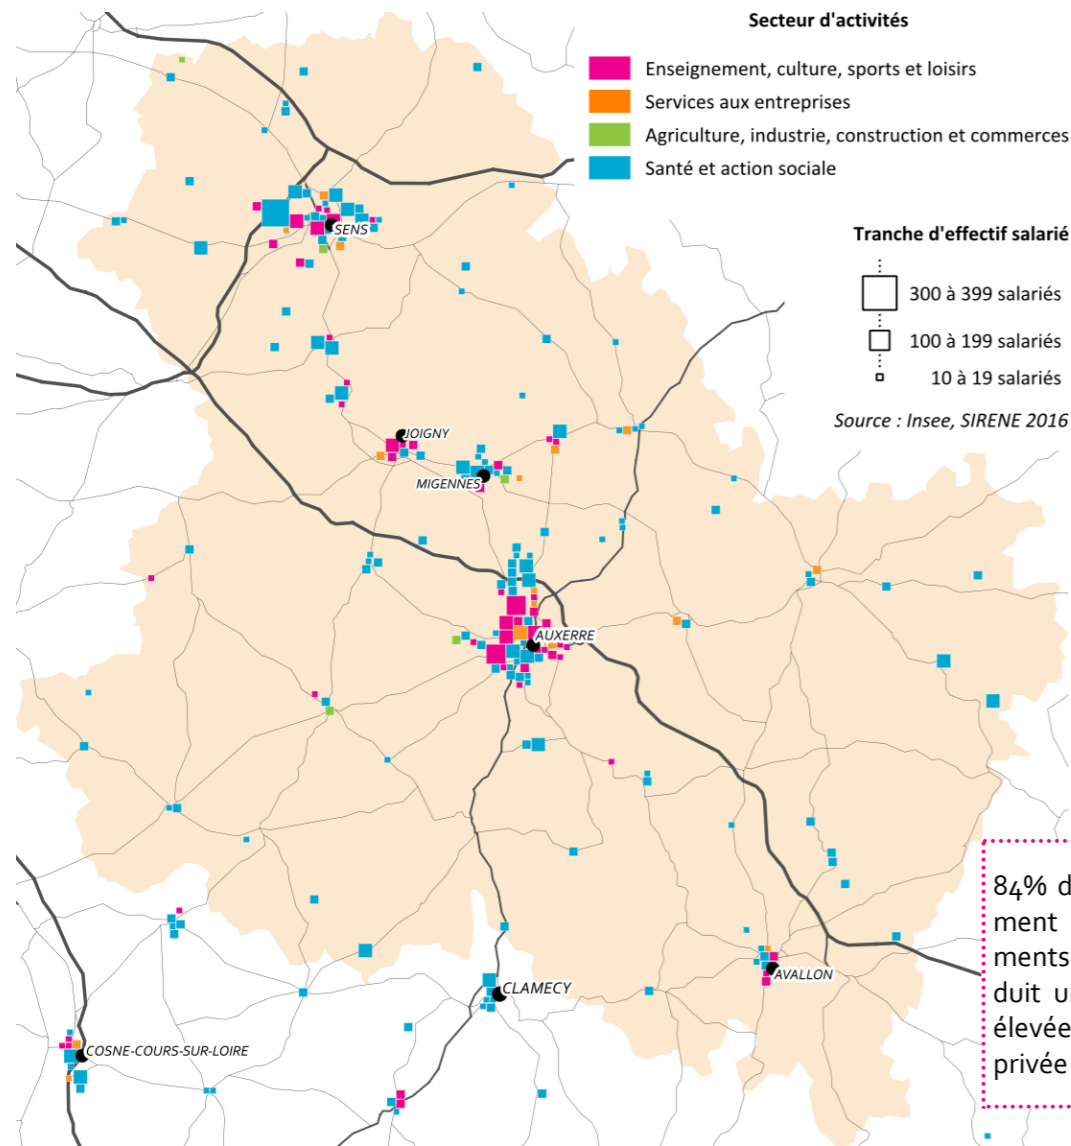 Secteur d'activités
Enseignement, culture, sports et loisirs
Services aux entreprises
Agriculture, industrie, construction et commerces
Santé et action sociale
Tranche d'effectif salarié
300 à 399 salariés
100 à 199 salariés
10 à 19 salariés
Source : Insee, SIRENE 2016
SENS
JOIGNY
MIGENNES
AUXERRE
AVALLON
CLAMECY
COSNE-COURS-SUR-LOIRE
84% d
ment
ments
duit u
élevée
privée